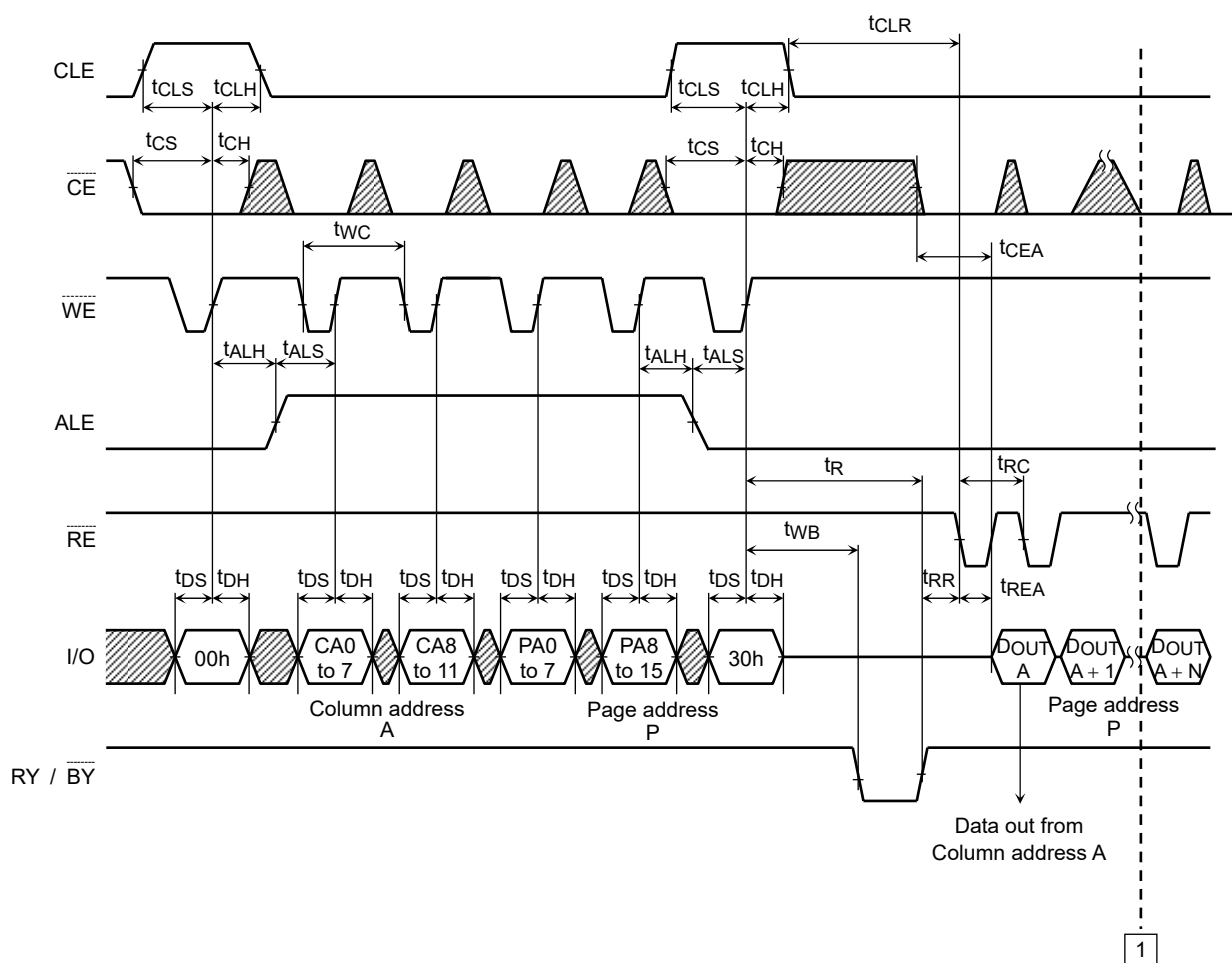 tCLR
CLE
tCLS tCLH tCLS tCLH
tCS tCH tCS tCH
CE
tWC
tCEA
WE
tALH tALS tALH tALS
ALE
tR tRC
RE
tWB
tDS tDH tDS tDH tDS tDH tDS tDH tDS tDH tDS tDH tRR tREA
I/O
00h
CA0
to 7
CA8
to 11
PA0
to 7
PA8
to 15
30h
DOUT
A
DOUT
A + 1
DOUT
A + N
Column address
A
Page address
P
Page address
P
RY / BY
Data out from
Column address A
1